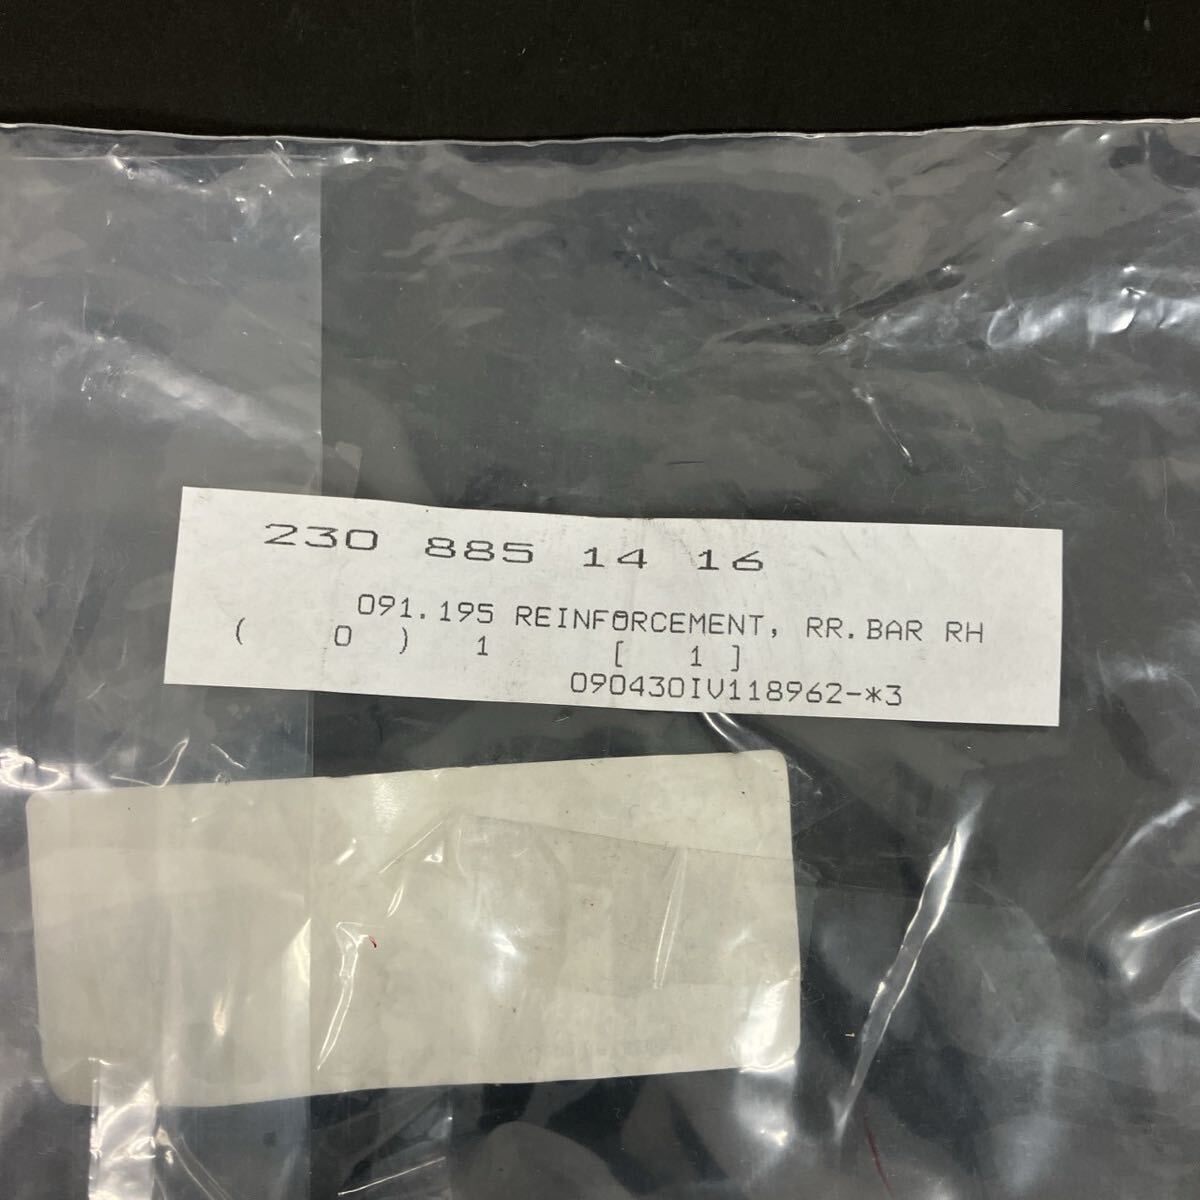 230 885 14 16
091.195 REINFORCEMENT, RR.BAR RH
( 0 ) 1 [ 1 ]
090430IV118962-*3